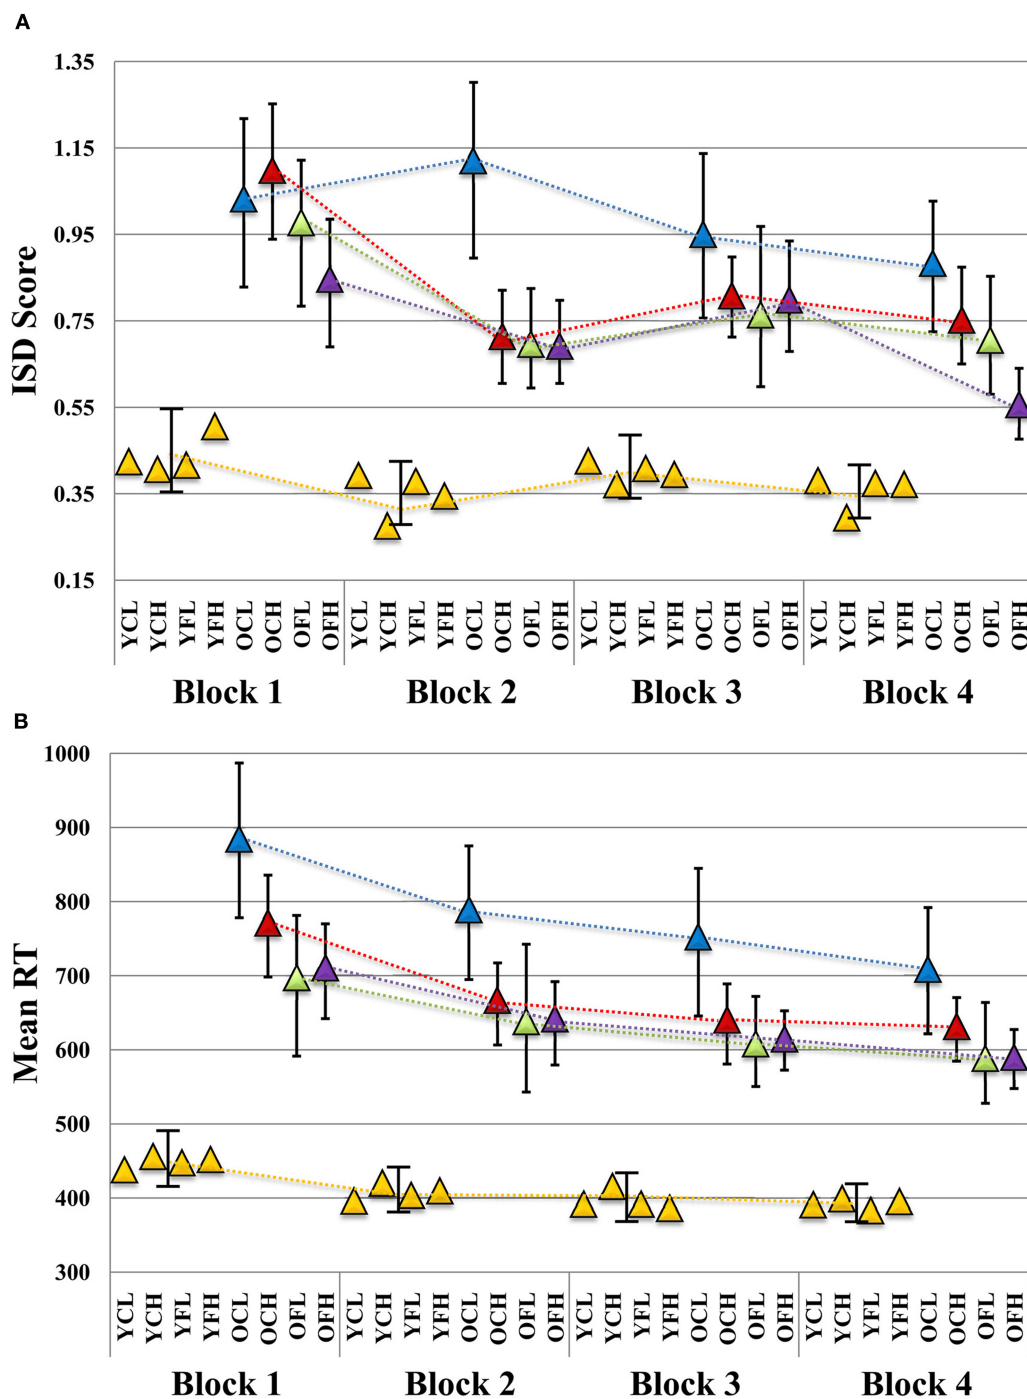 A
1.35
1.15
0.95
0.75
0.55
0.35
0.15
ISD Score
YCL YCH YFL YFH OCL OCH OFL OFH YCL YCH YFL YFH OCL OCH OFL OFH YCL YCH YFL YFH OCL OCH OFL OFH YCL YCH YFL YFH OCL OCH OFL OFH
Block 1 Block 2 Block 3 Block 4
B
1000
900
800
700
600
500
400
300
Mean RT
YCL YCH YFL YFH OCL OCH OFL OFH YCL YCH YFL YFH OCL OCH OFL OFH YCL YCH YFL YFH OCL OCH OFL OFH YCL YCH YFL YFH OCL OCH OFL OFH
Block 1 Block 2 Block 3 Block 4